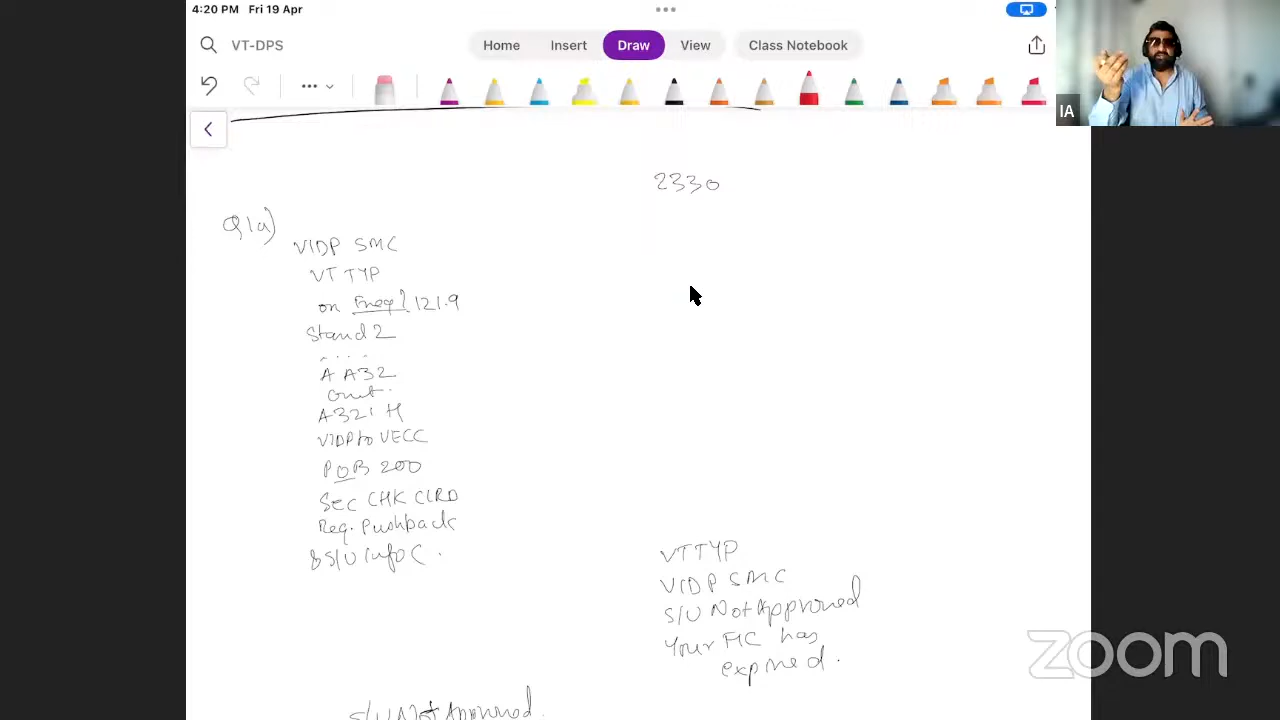 4:20 PM Fri 19 Apr
VT-DPS
Home Insert Draw View Class Notebook
IA
2330
Q1a)
VIDP SMC
VT TYP
on Freq? 121.9
Stand 2
....
A A32
A321 H
VIDP to VECC
POB 200
SEC CHK CLRD
Req. Pushback
& S/U info C.
VTTYP
VIDP SMC
S/U Not Approved
Your FIC has
expired.
S/U Not Approved.
zoom